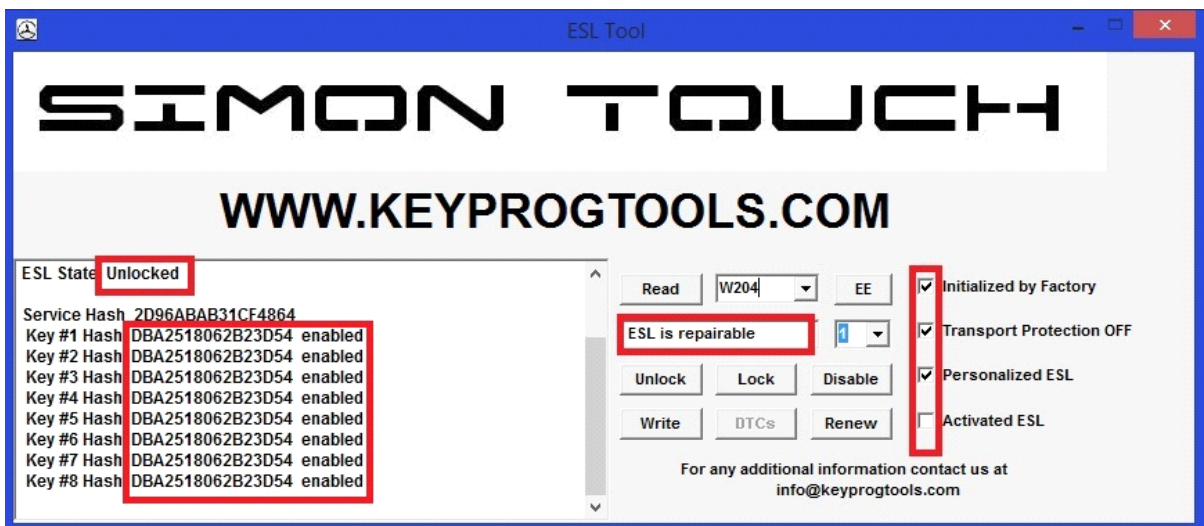 ESL Tool
SIMON TOUCH
WWW.KEYPROGTOOLS.COM
ESL State Unlocked
Service Hash 2D96ABAB31CF4864
Key #1 Hash DBA2518062B23D54 enabled
Key #2 Hash DBA2518062B23D54 enabled
Key #3 Hash DBA2518062B23D54 enabled
Key #4 Hash DBA2518062B23D54 enabled
Key #5 Hash DBA2518062B23D54 enabled
Key #6 Hash DBA2518062B23D54 enabled
Key #7 Hash DBA2518062B23D54 enabled
Key #8 Hash DBA2518062B23D54 enabled
Read W204 EE
ESL is repairable 1
Unlock Lock Disable
Write DTCs Renew
Initialized by Factory
Transport Protection OFF
Personalized ESL
Activated ESL
For any additional information contact us at
info@keyprogtools.com